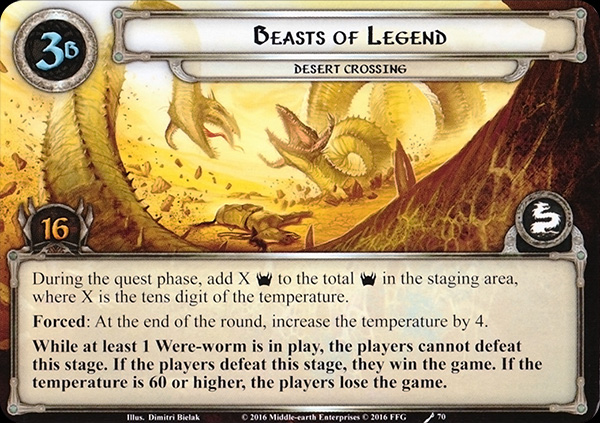 3B
BEASTS OF LEGEND
DESERT CROSSING
16
During the quest phase, add X to the total in the staging area,
where X is the tens digit of the temperature.
Forced: At the end of the round, increase the temperature by 4.
While at least 1 Were-worm is in play, the players cannot defeat
this stage. If the players defeat this stage, they win the game. If the
temperature is 60 or higher, the players lose the game.
Illus. Dimitri Bielak © 2016 Middle-earth Enterprises © 2016 FFG 70